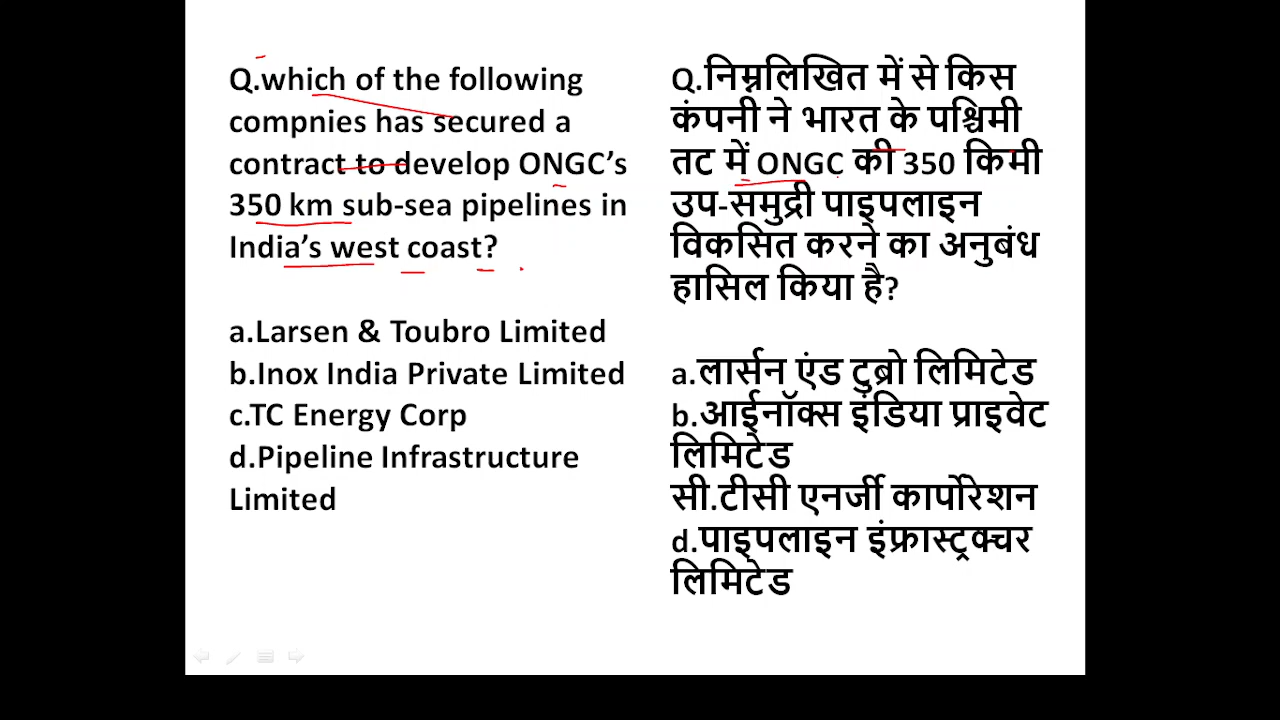 Q.which of the following
compnies has secured a
contract to develop ONGC’s
350 km sub-sea pipelines in
India’s west coast?
a.Larsen & Toubro Limited
b.Inox India Private Limited
c.TC Energy Corp
d.Pipeline Infrastructure
Limited
Q.निम्नलिखित में से किस
कंपनी ने भारत के पश्चिमी
तट में ONGC की 350 किमी
उप-समुद्री पाइपलाइन
विकसित करने का अनुबंध
हासिल किया है?
a.लार्सन एंड टुब्रो लिमिटेड
b.आईनॉक्स इंडिया प्राइवेट
लिमिटेड
सी.टीसी एनर्जी कार्पोरेशन
d.पाइपलाइन इंफ्रास्ट्रक्चर
लिमिटेड